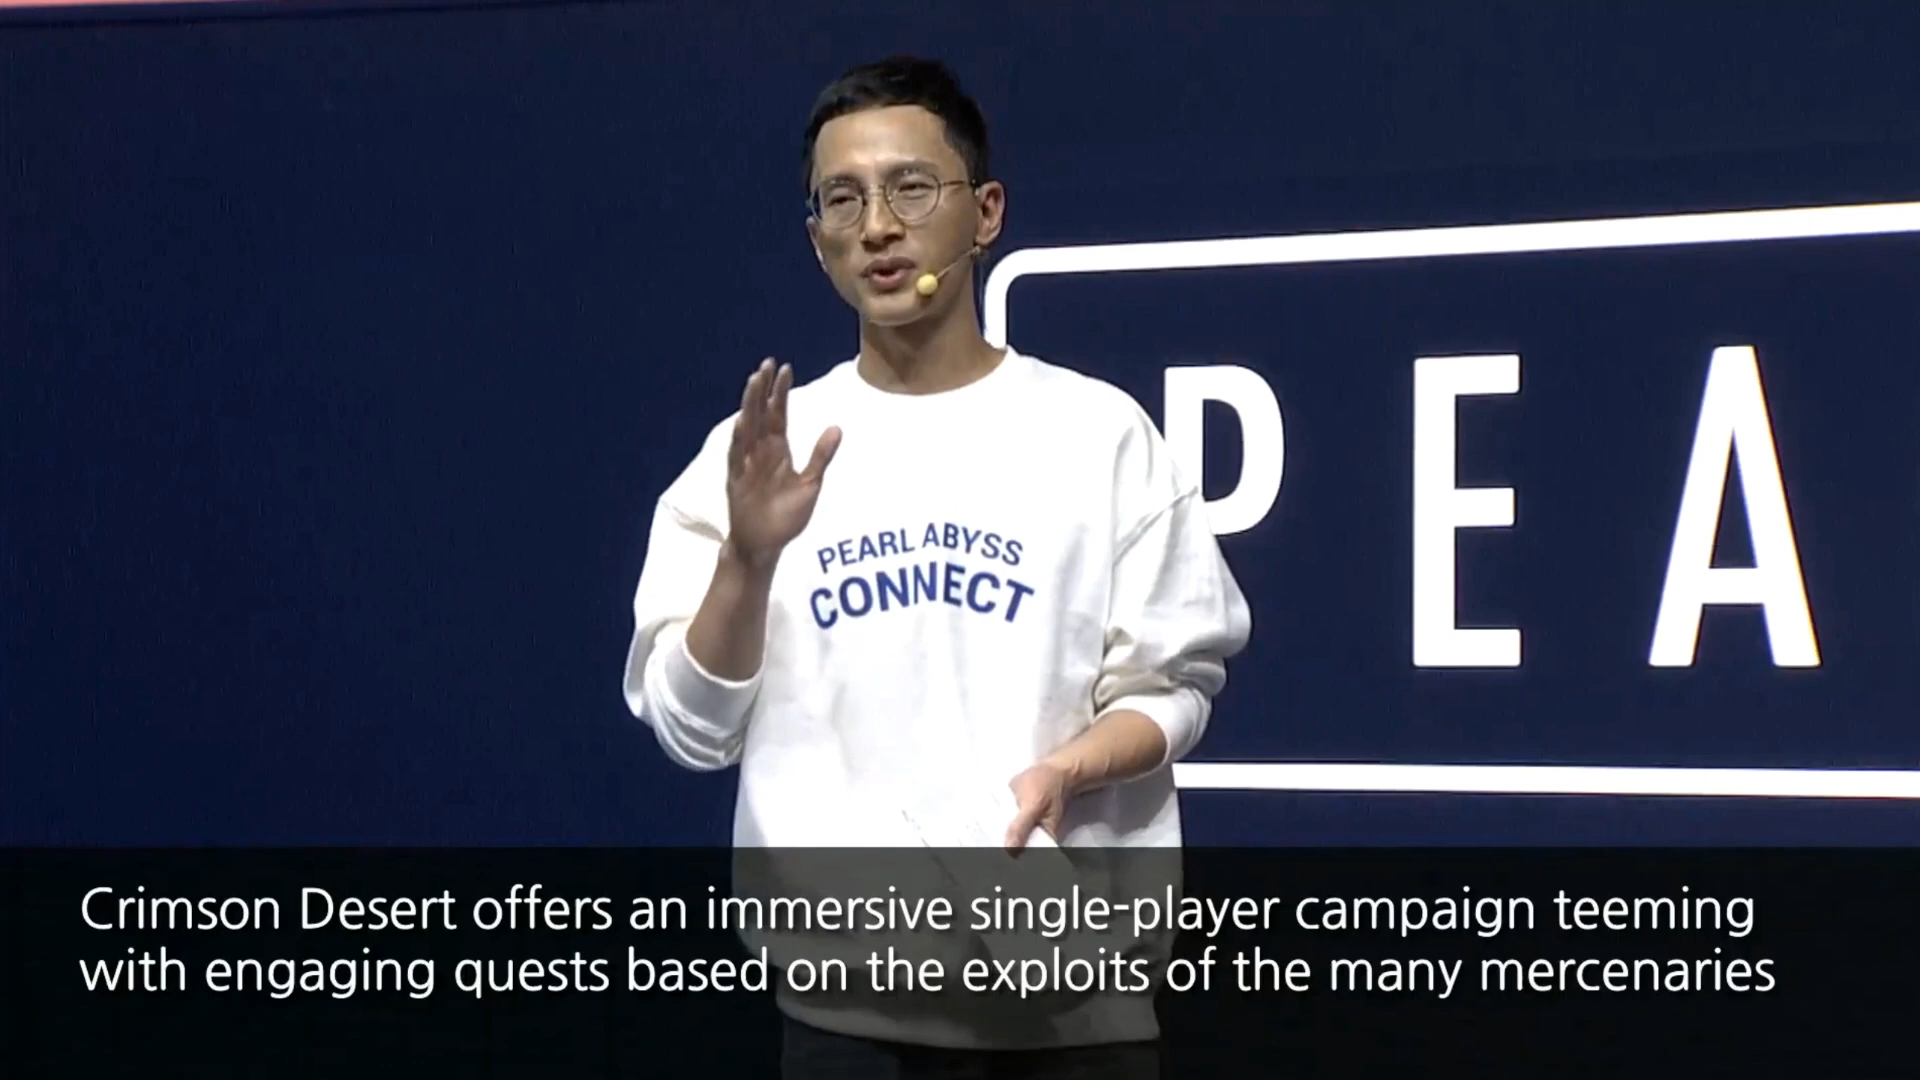 PEA
PEARL ABYSS
CONNECT
Crimson Desert offers an immersive single-player campaign teeming
with engaging quests based on the exploits of the many mercenaries